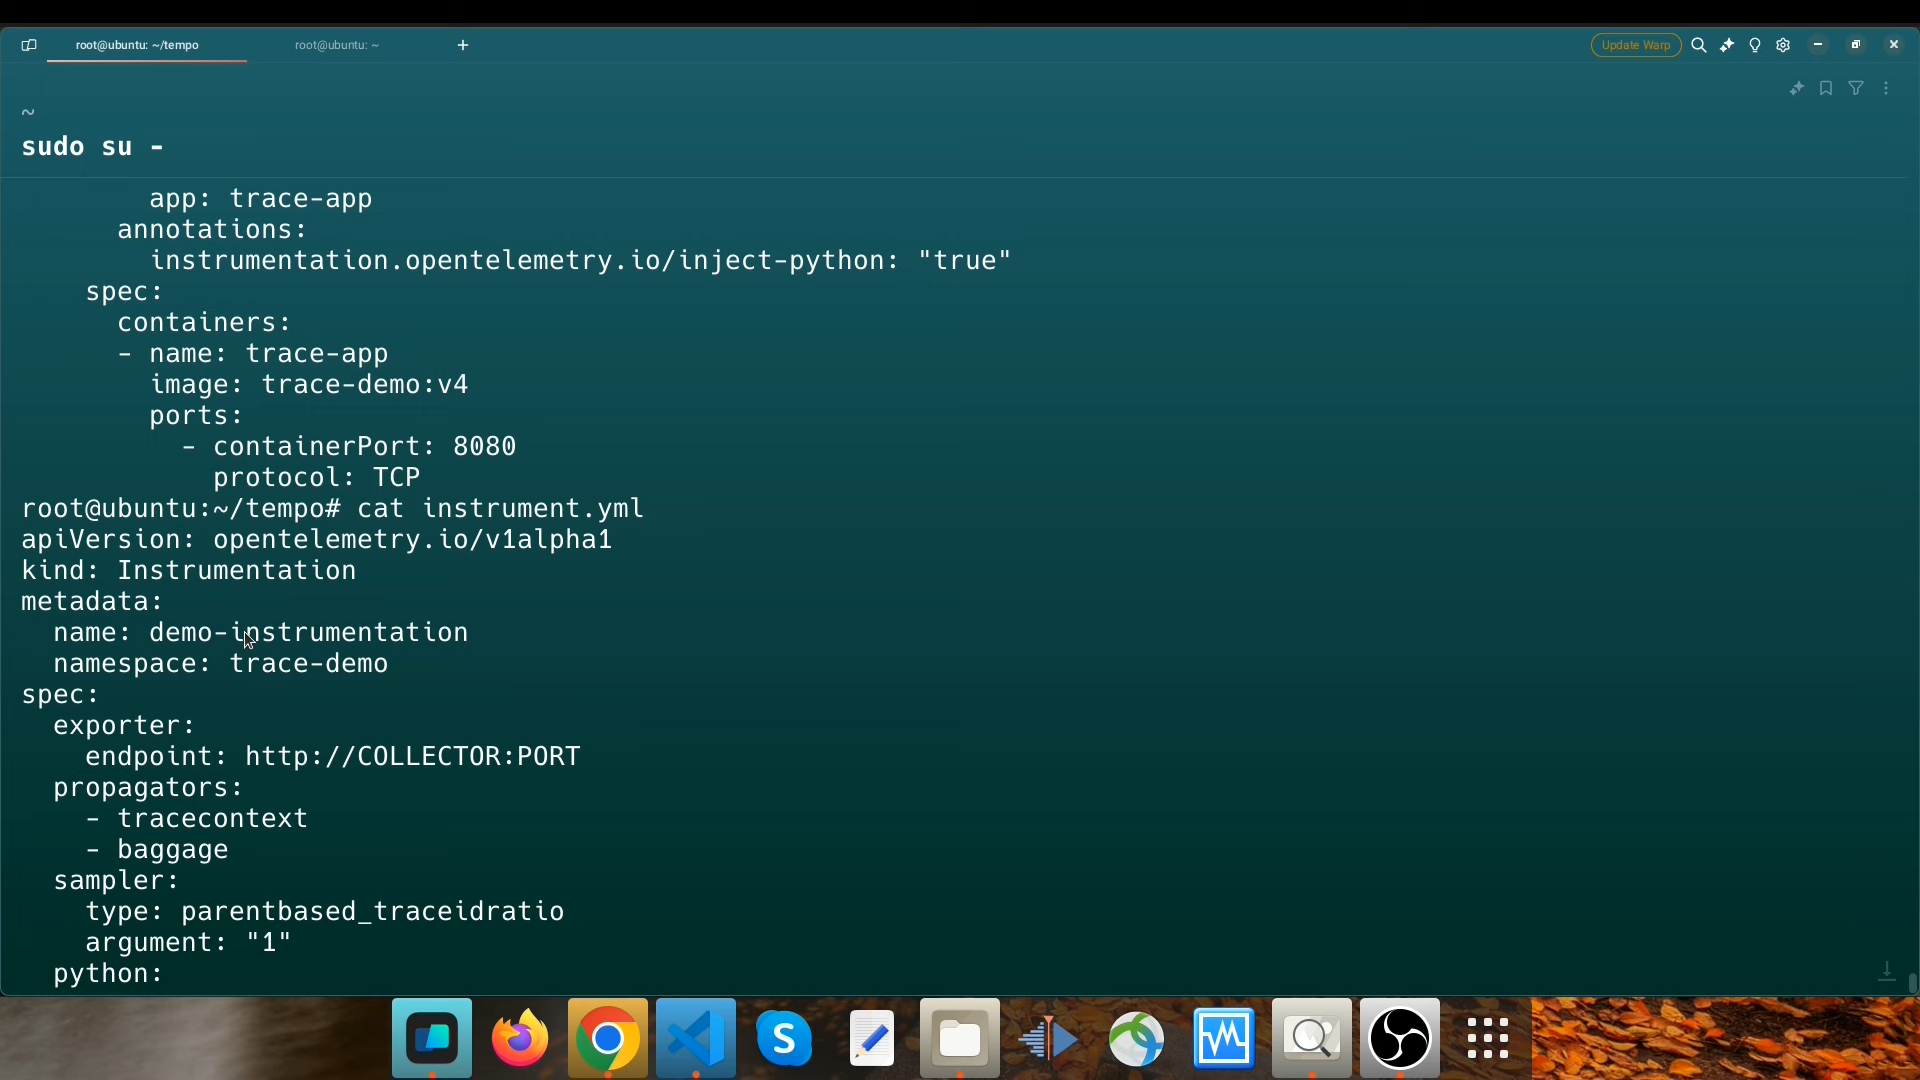 root@ubuntu: ~/tempo
root@ubuntu: ~
+
Update Warp
~
sudo su -
app: trace-app
annotations:
instrumentation.opentelemetry.io/inject-python: "true"
spec:
containers:
- name: trace-app
image: trace-demo:v4
ports:
- containerPort: 8080
protocol: TCP
root@ubuntu:~/tempo# cat instrument.yml
apiVersion: opentelemetry.io/v1alpha1
kind: Instrumentation
metadata:
name: demo-instrumentation
namespace: trace-demo
spec:
exporter:
endpoint: http://COLLECTOR:PORT
propagators:
- tracecontext
- baggage
sampler:
type: parentbased_traceidratio
argument: "1"
python:
S